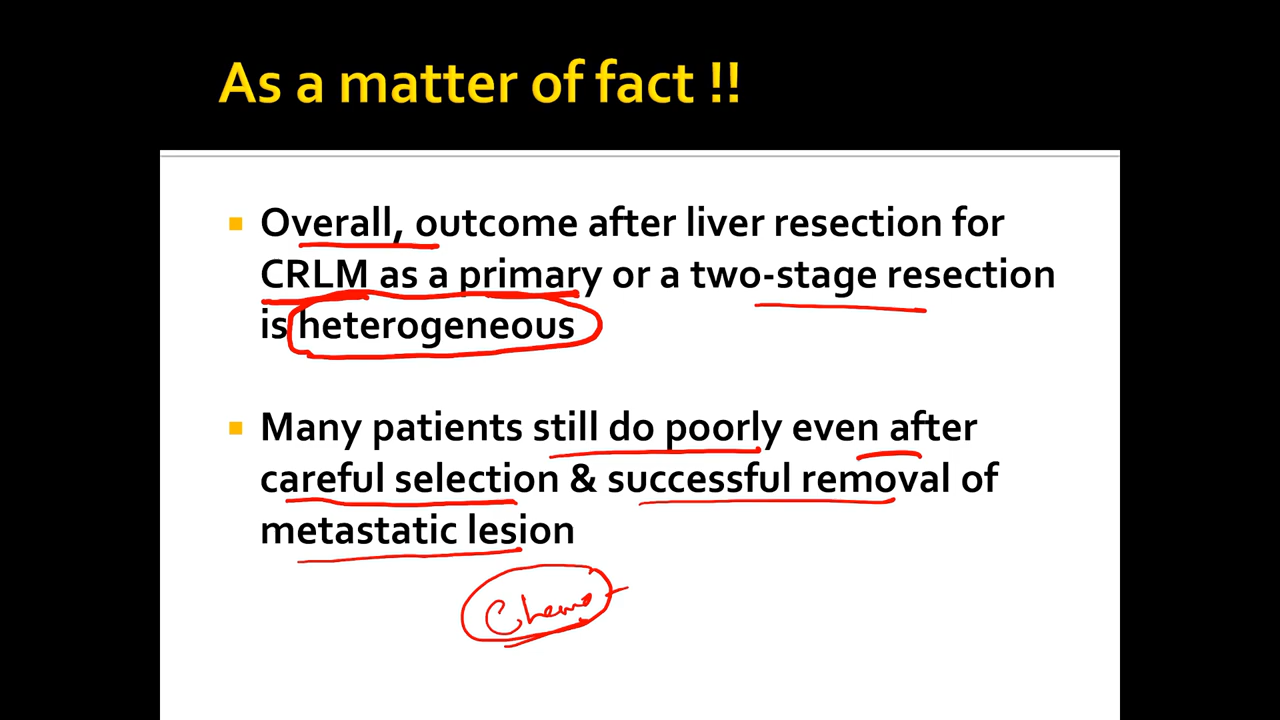 As a matter of fact !!
Overall, outcome after liver resection for
CRLM as a primary or a two-stage resection
is heterogeneous
Many patients still do poorly even after
careful selection & successful removal of
metastatic lesion
Chemo